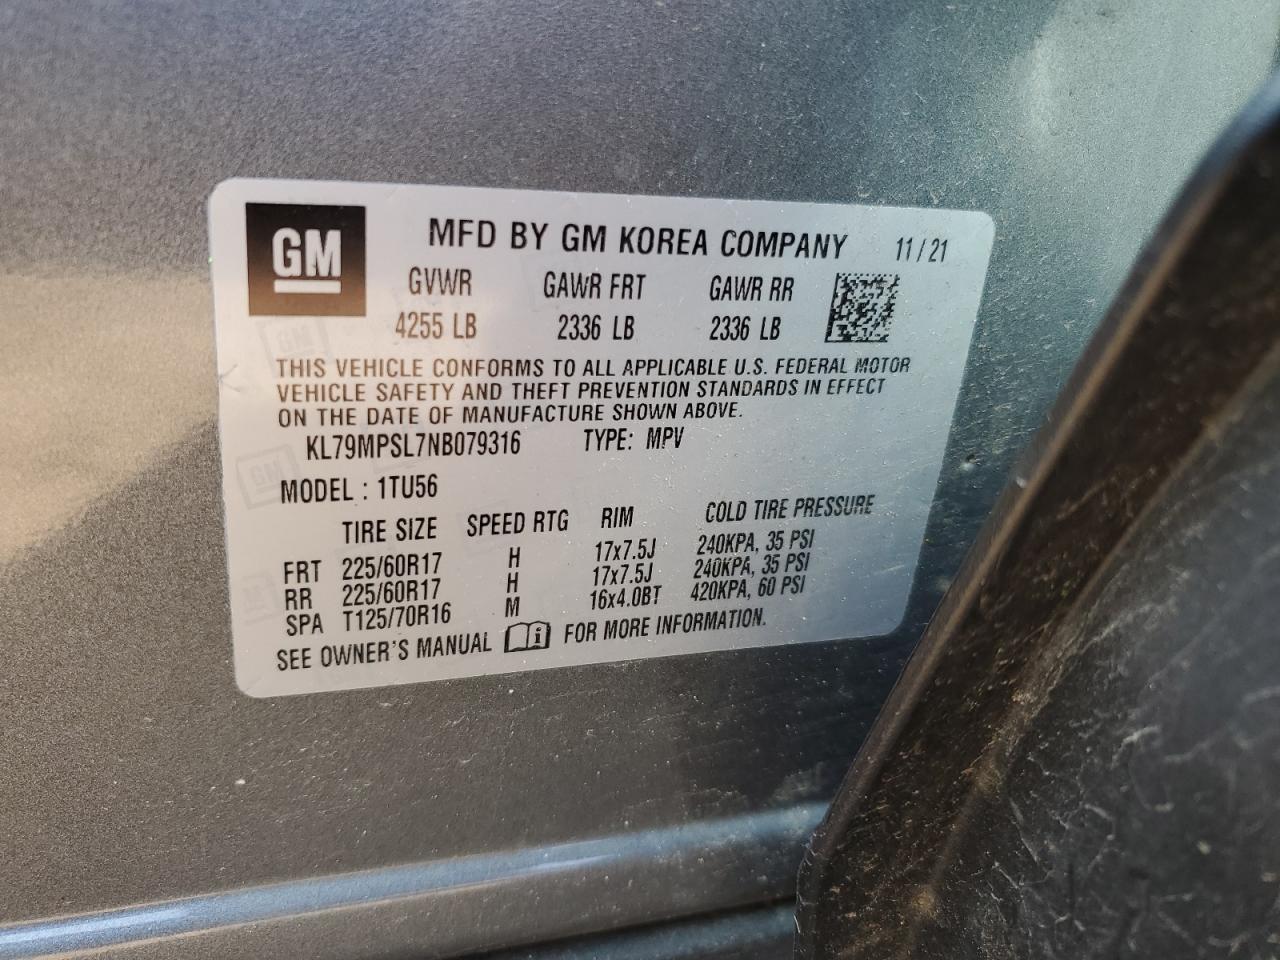 GM
MFD BY GM KOREA COMPANY 11/21
GVWR GAWR FRT GAWR RR
4255 LB 2336 LB 2336 LB
THIS VEHICLE CONFORMS TO ALL APPLICABLE U.S. FEDERAL MOTOR
VEHICLE SAFETY AND THEFT PREVENTION STANDARDS IN EFFECT
ON THE DATE OF MANUFACTURE SHOWN ABOVE.
KL79MPSL7NB079316 TYPE: MPV
MODEL : 1TU56
TIRE SIZE SPEED RTG RIM COLD TIRE PRESSURE
FRT 225/60R17 H 17x7.5J 240KPA, 35 PSI
RR 225/60R17 H 17x7.5J 240KPA, 35 PSI
SPA T125/70R16 M 16x4.0BT 420KPA, 60 PSI
SEE OWNER'S MANUAL FOR MORE INFORMATION.